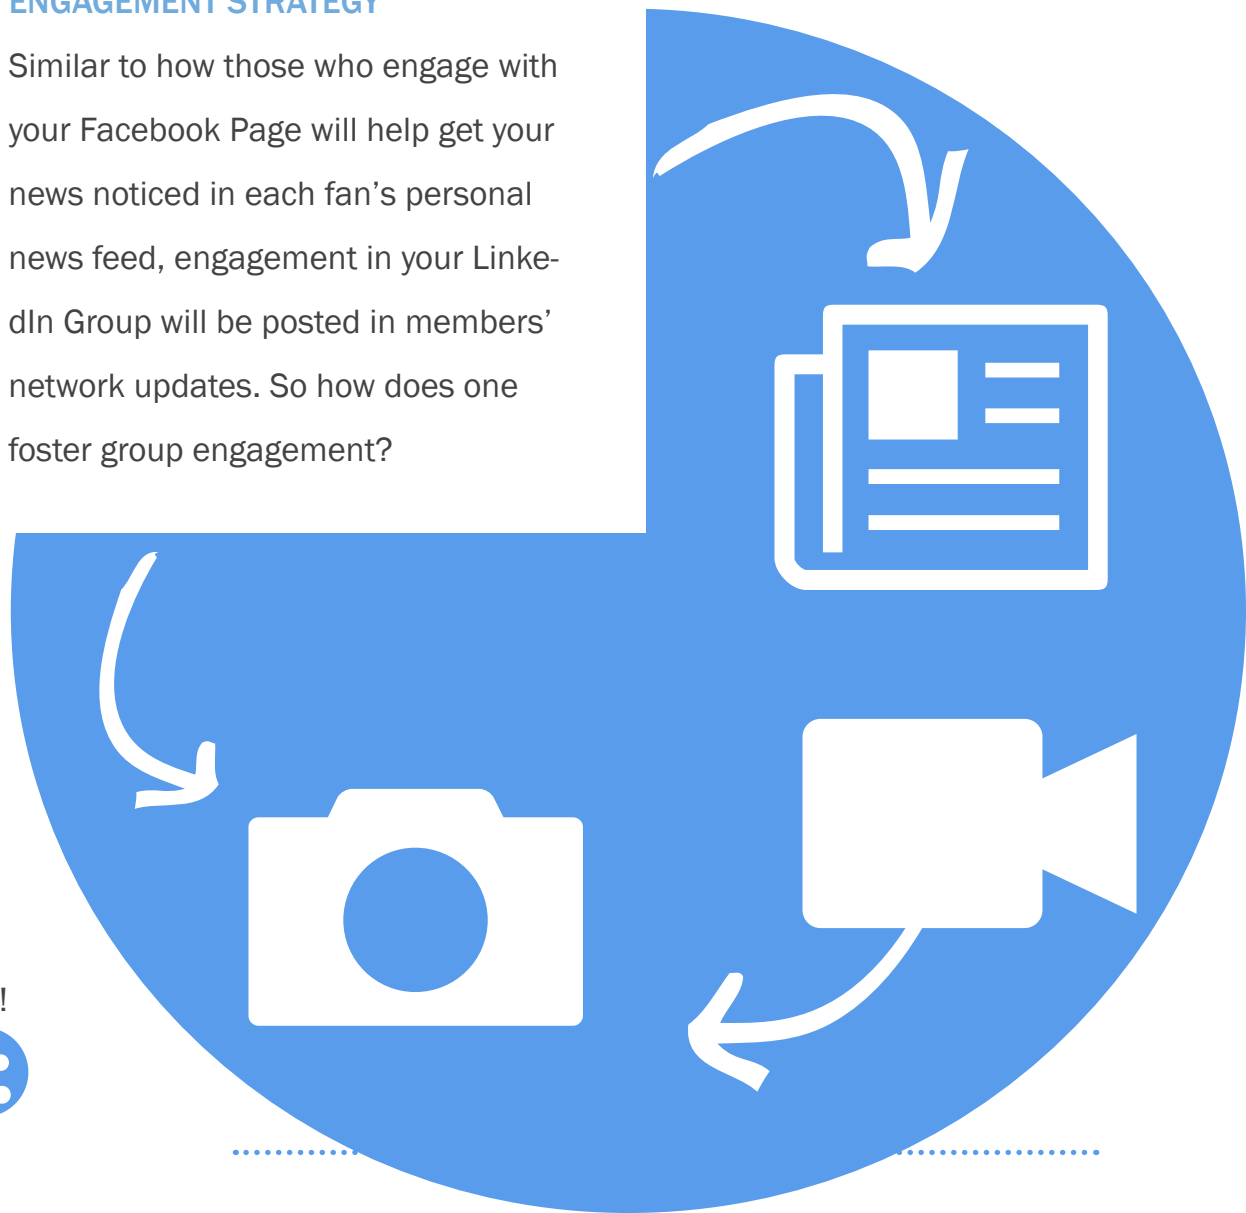 ENGAGEMENT STRATEGY
Similar to how those who engage with
your Facebook Page will help get your
news noticed in each fan’s personal
news feed, engagement in your Linke-
dIn Group will be posted in members’
network updates. So how does one
foster group engagement?
!